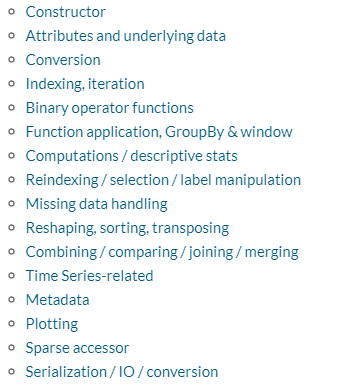 Constructor
Attributes and underlying data
Conversion
Indexing, iteration
Binary operator functions
Function application, GroupBy & window
Computations / descriptive stats
Reindexing / selection / label manipulation
Missing data handling
Reshaping, sorting, transposing
Combining / comparing / joining / merging
Time Series-related
Metadata
Plotting
Sparse accessor
Serialization / IO / conversion